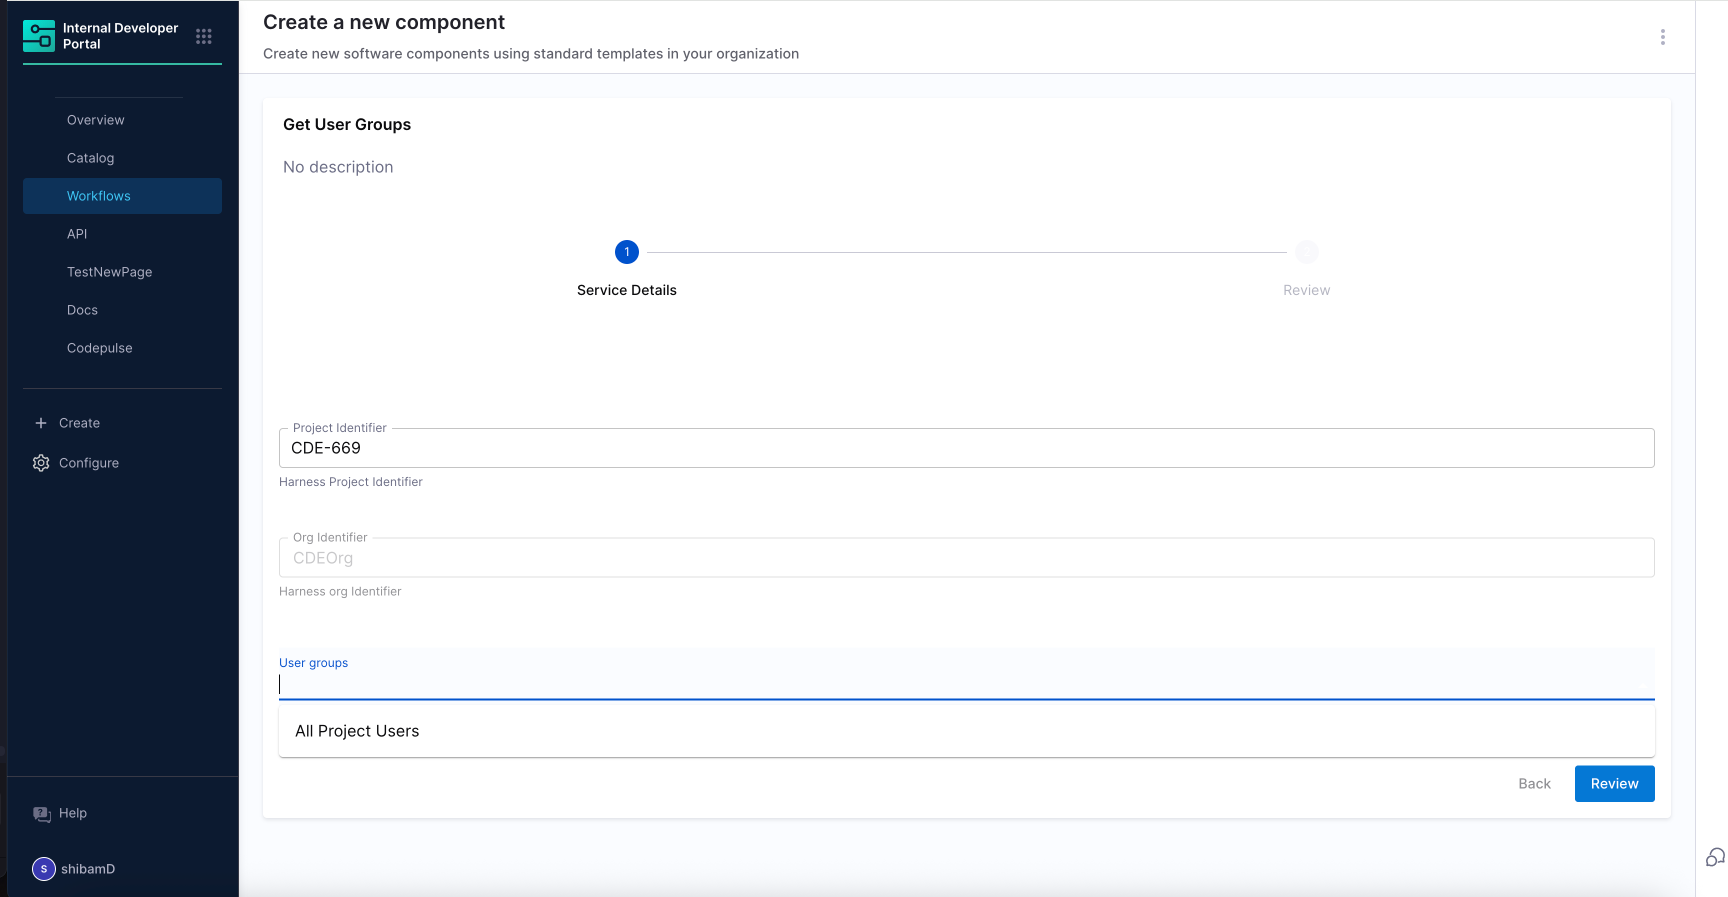 Internal Developer
Portal
Overview
Catalog
Workflows
API
TestNewPage
Docs
Codepulse
Create
Configure
Help
S
shibamD
Create a new component
Create new software components using standard templates in your organization
Get User Groups
No description
1
Service Details
Review
Project Identifier
CDE-669
Harness Project Identifier
Org Identifier
CDEOrg
Harness org Identifier
User groups
All Project Users
Back
Review